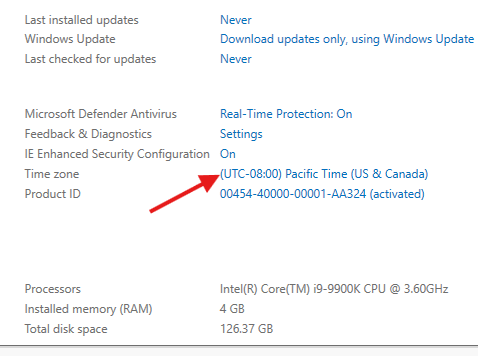 Last installed updates Never
Windows Update Download updates only, using Windows Update
Last checked for updates Never
Microsoft Defender Antivirus Real-Time Protection: On
Feedback & Diagnostics Settings
IE Enhanced Security Configuration On
Time zone (UTC-08:00) Pacific Time (US & Canada)
Product ID 00454-40000-00001-AA324 (activated)
Processors Intel(R) Core(TM) i9-9900K CPU @ 3.60GHz
Installed memory (RAM) 4 GB
Total disk space 126.37 GB